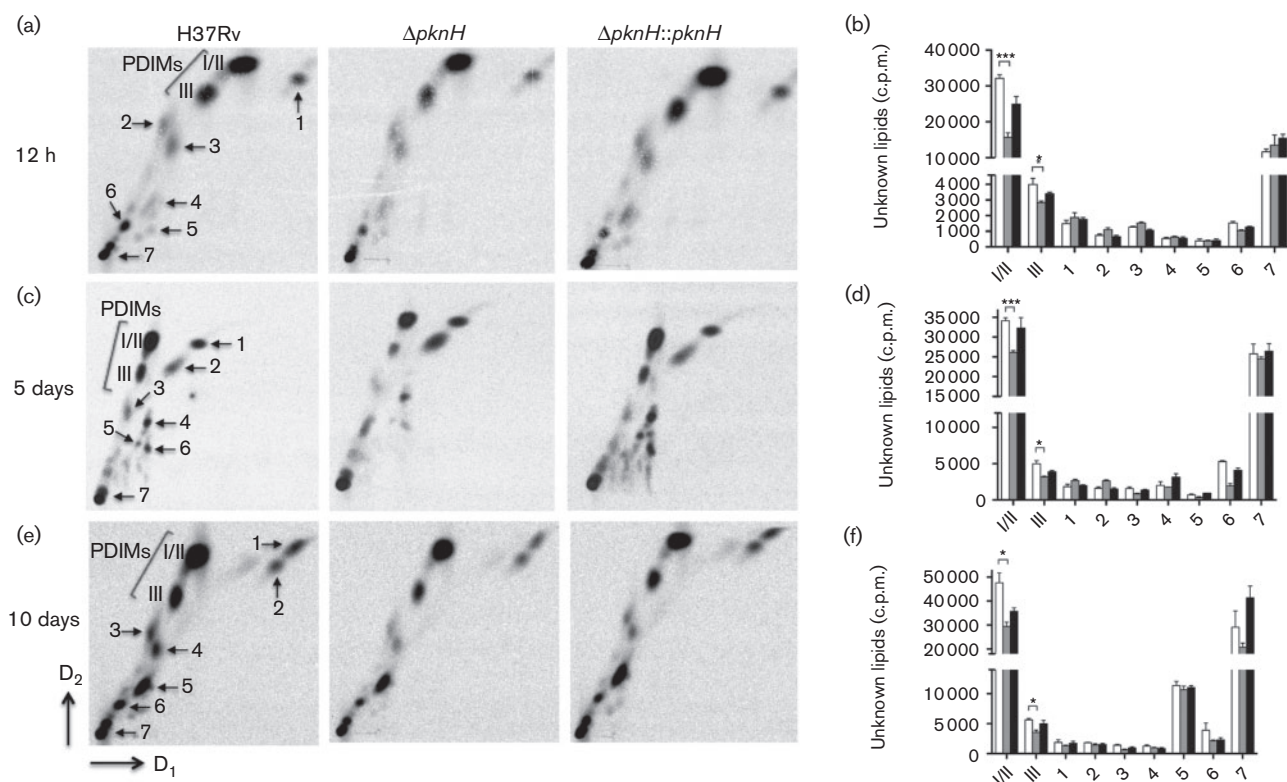 (a)
H37Rv
ΔpknH
ΔpknH::pknH
PDIMs
I/II
III
1
2
3
4
5
6
7
12 h
(b)
Unknown lipids (c.p.m.)
40 000
30 000
20 000
10 000
4000
3000
2000
1000
0
***
*
I/II
III
1
2
3
4
5
6
7
(c)
PDIMs
I/II
III
1
2
3
4
5
6
7
5 days
(d)
Unknown lipids (c.p.m.)
35 000
30 000
25 000
20 000
15 000
10 000
5000
0
***
*
I/II
III
1
2
3
4
5
6
7
(e)
PDIMs
I/II
III
1
2
3
4
5
6
7
10 days
D2
D1
(f)
Unknown lipids (c.p.m.)
50 000
40 000
30 000
20 000
10 000
5000
0
*
*
I/II
III
1
2
3
4
5
6
7